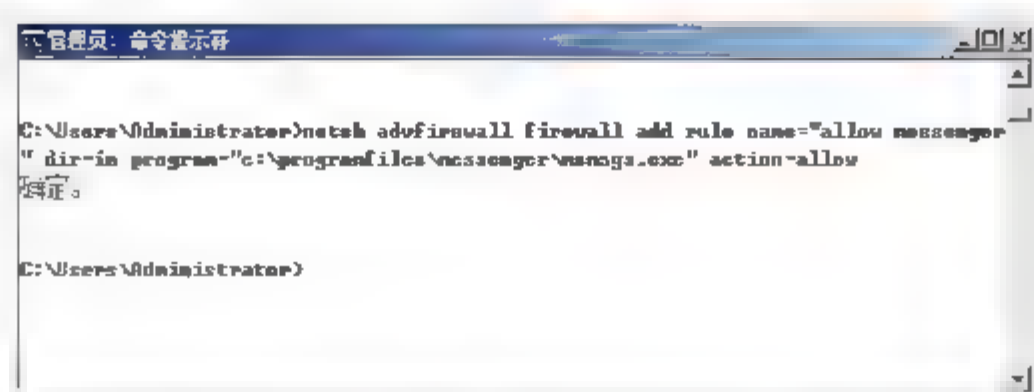 管理员: 命令提示符
C:\Users\Administrator>netsh advfirewall firewall add rule name="allow messenger
" dir=in program="c:\programfiles\messenger\msmsgs.exe" action=allow
确定。
C:\Users\Administrator>